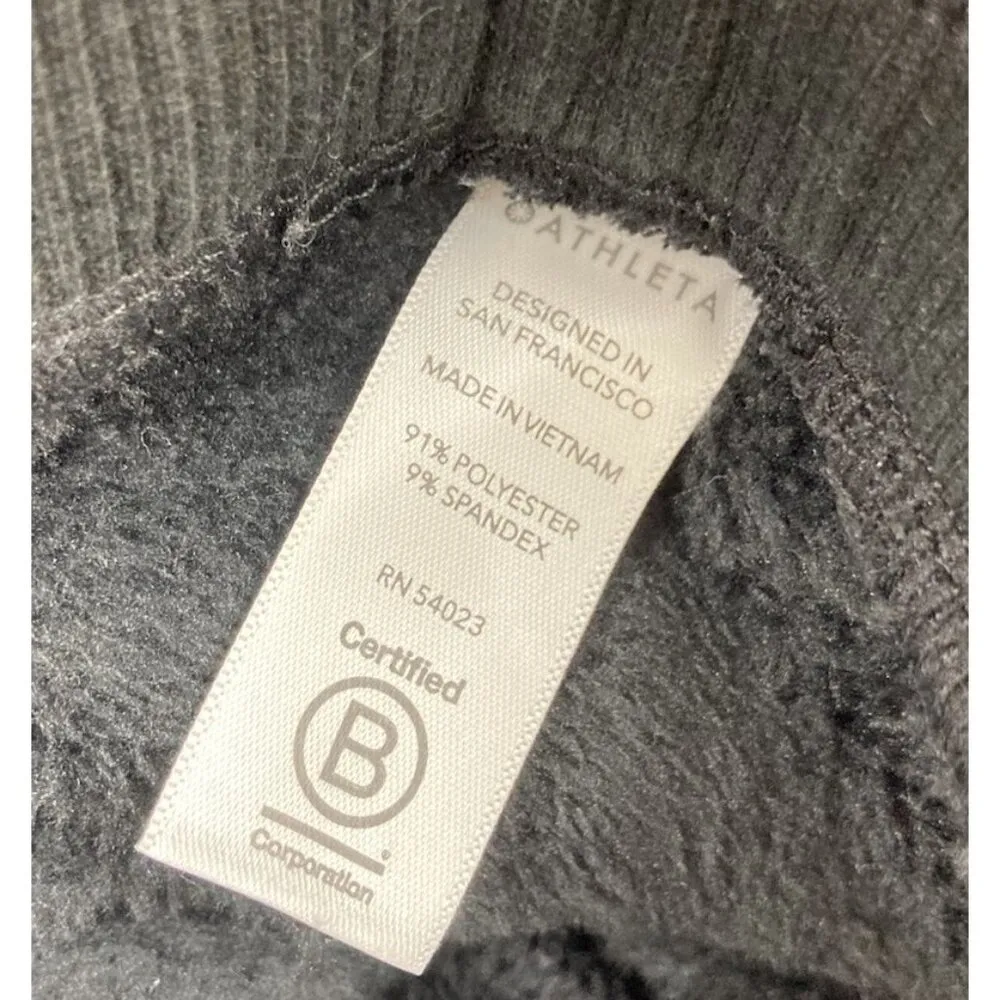 ATHLETA
DESIGNED IN
SAN FRANCISCO
MADE IN VIETNAM
91% POLYESTER
9% SPANDEX
RN 54023
Certified
B
Corporation